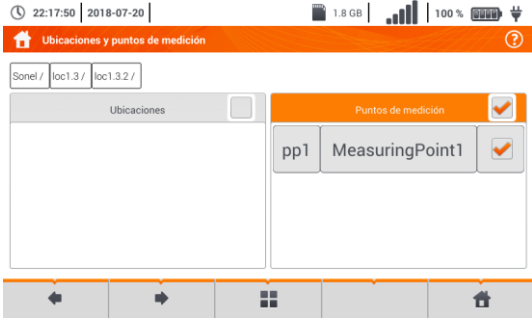 22:17:50 2018-07-20 1.8 GB 100 %
Ubicaciones y puntos de medición ?
Sonel / loc1.3 / loc1.3.2 /
Ubicaciones Puntos de medición
pp1 MeasuringPoint1